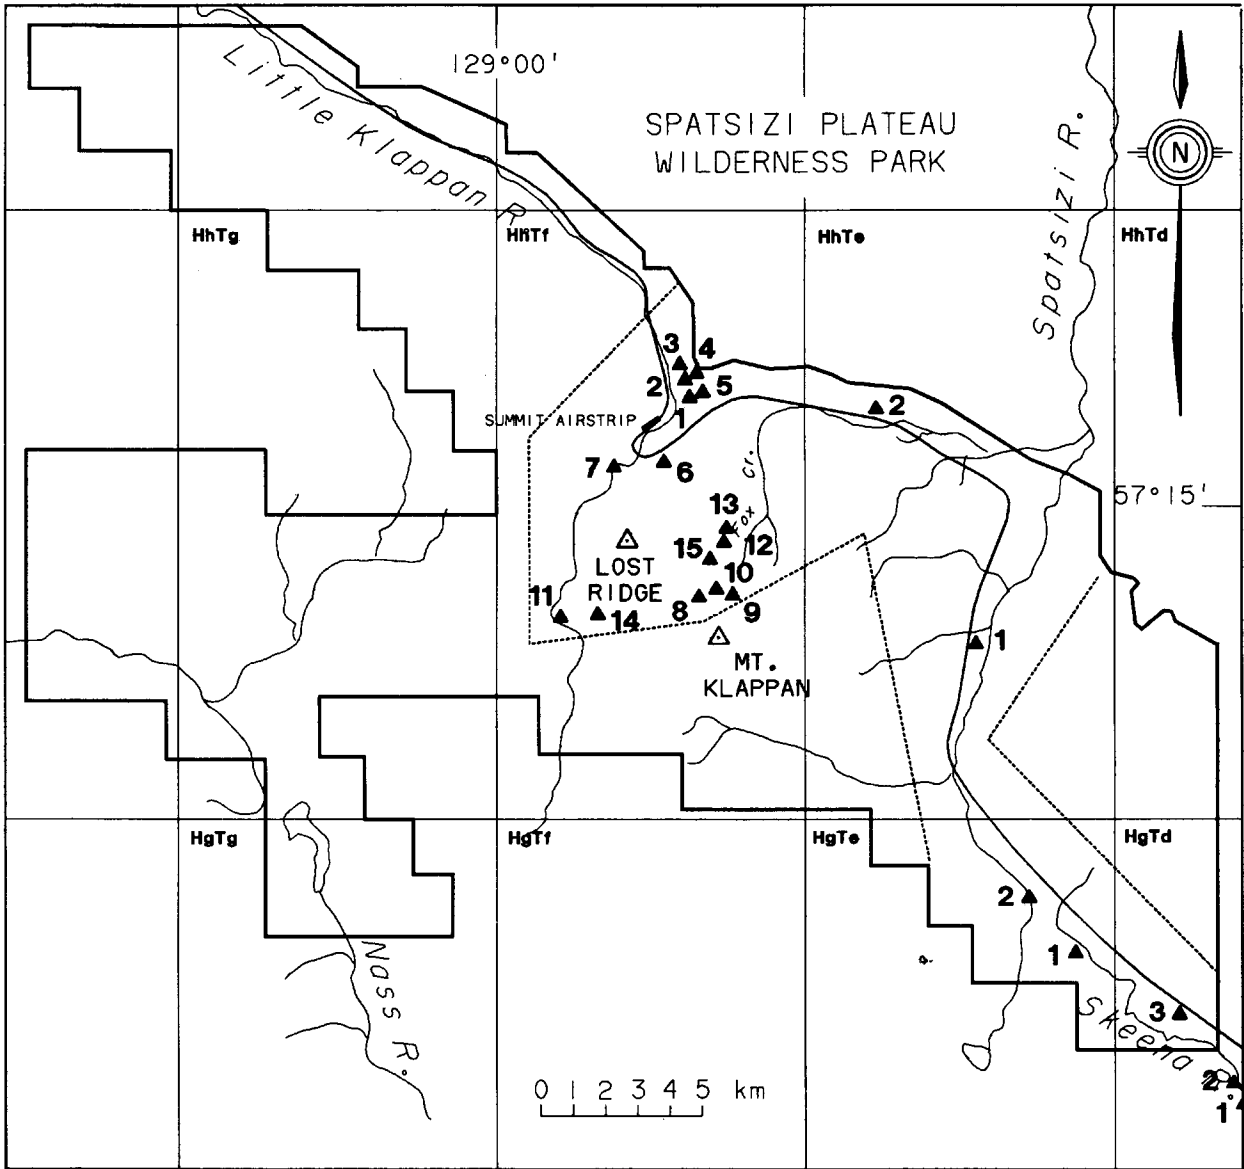 129°00'
Little Klappan R.
SPATSIZI PLATEAU
WILDERNESS PARK
Spatsizi R.
N
HhTg
HhTf
HhTe
HhTd
3
4
2
5
1
2
SUMMIT AIRSTRIP
7
6
Fox Cr.
57°15'
13
12
15
LOST
RIDGE
10
8
9
11
14
1
MT.
KLAPPAN
HgTg
HgTf
HgTe
HgTd
2
1
3
Nass R.
Skeena
R.
2
1
0 1 2 3 4 5 km